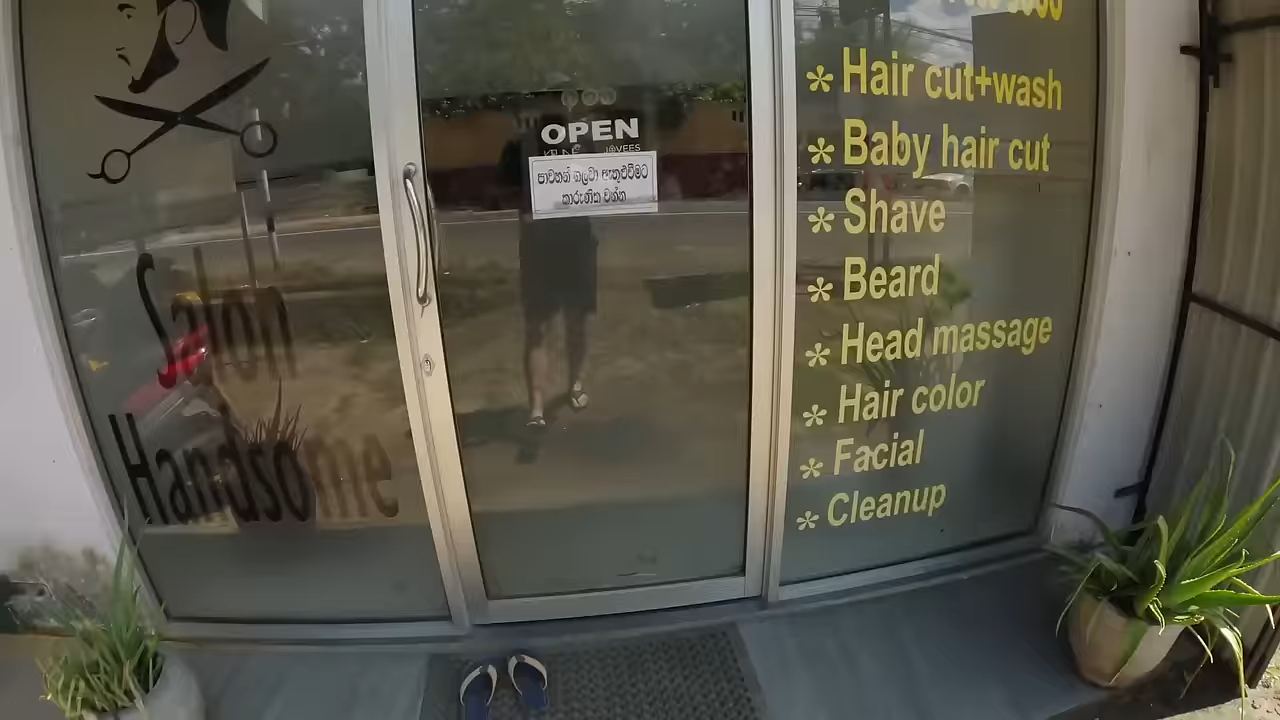 Salon
Handsome
OPEN
පාවහන් ගලවා පැතුළුවීමට
කාරුණික වන්න
* Hair cut+wash
* Baby hair cut
* Shave
* Beard
* Head massage
* Hair color
* Facial
* Cleanup